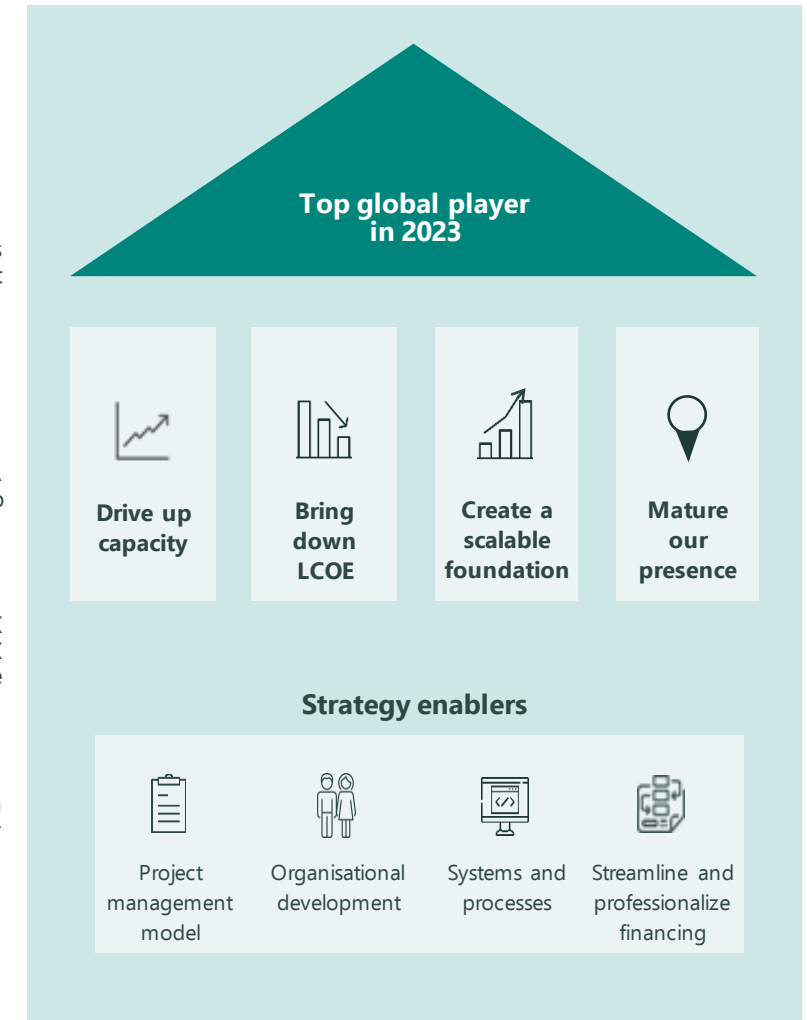 Top global player
in 2023
Drive up
capacity
Bring
down
LCOE
Create a
scalable
foundation
Mature
our
presence
Strategy enablers
Project
management
model
Organisational
development
Systems and
processes
Streamline and
professionalize
financing